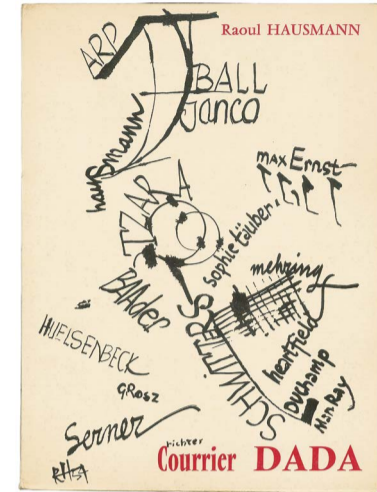 Raoul HAUSMANN
ARP
BALL
Janco
hausmann
max Ernst
TZARA
sophie täuber
BAAder
mehring
SCHWITTERS
HUELSENBECK
heartfield
GROSZ
DUChamp
Man.Ray
Serner
richter
Courrier DADA